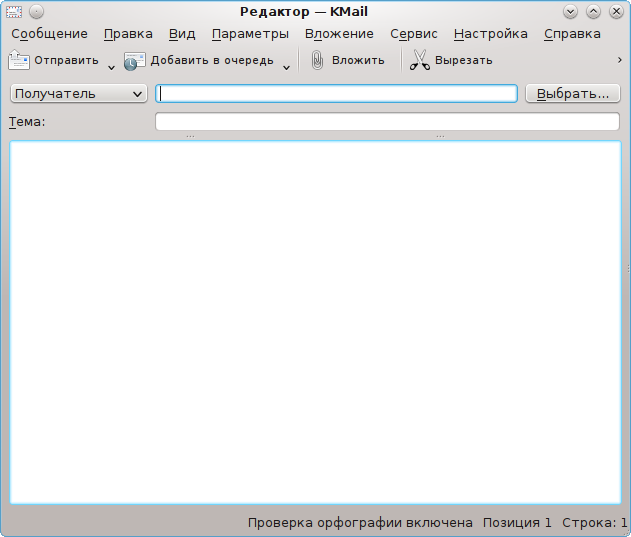 Редактор — KMail
Сообщение Правка Вид Параметры Вложение Сервис Настройка Справка
Отправить Добавить в очередь Вложить Вырезать
Получатель Выбрать...
Тема:
Проверка орфографии включена Позиция 1 Строка: 1